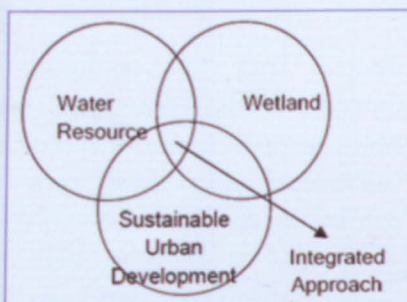 Water
Resource
Wetland
Sustainable
Urban
Development
Integrated
Approach